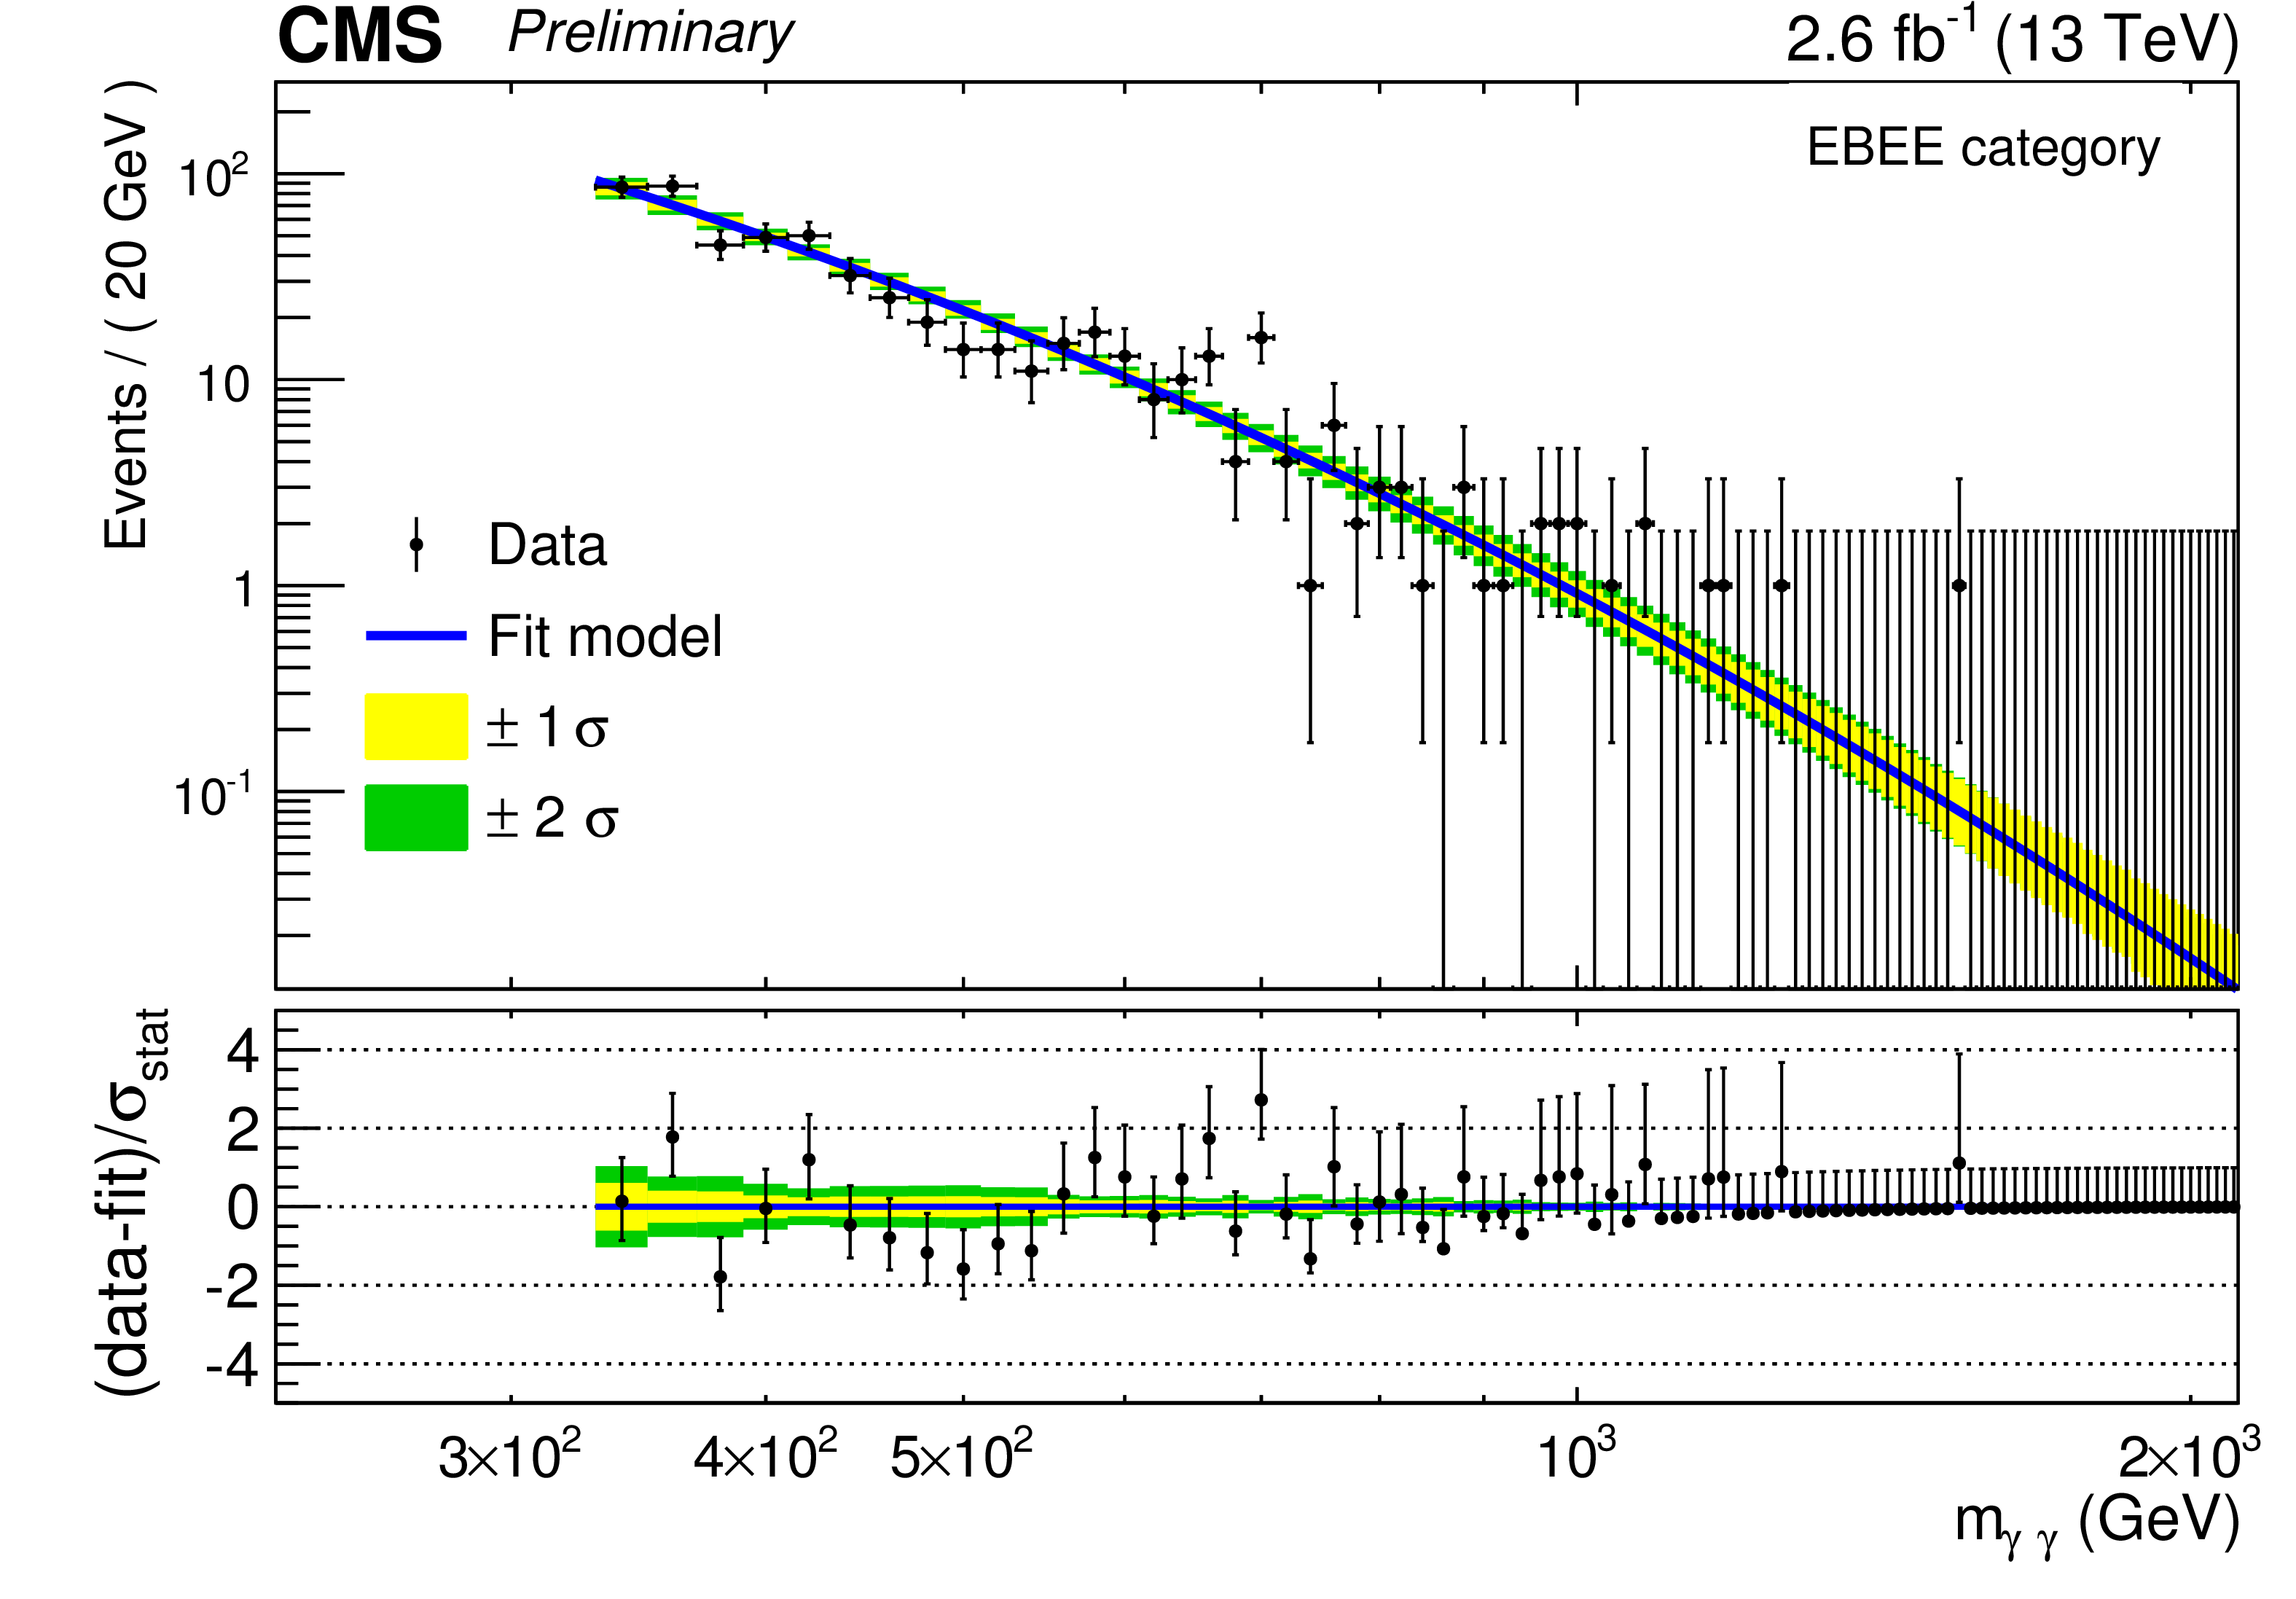 CMS Preliminary 2.6 fb⁻¹ (13 TeV)
EBEE category
Events / ( 20 GeV )
10²
10
1
10⁻¹
Data
Fit model
± 1 σ
± 2 σ
(data-fit)/σ_stat
4
2
0
-2
-4
3×10² 4×10² 5×10² 10³ 2×10³
m_γγ (GeV)